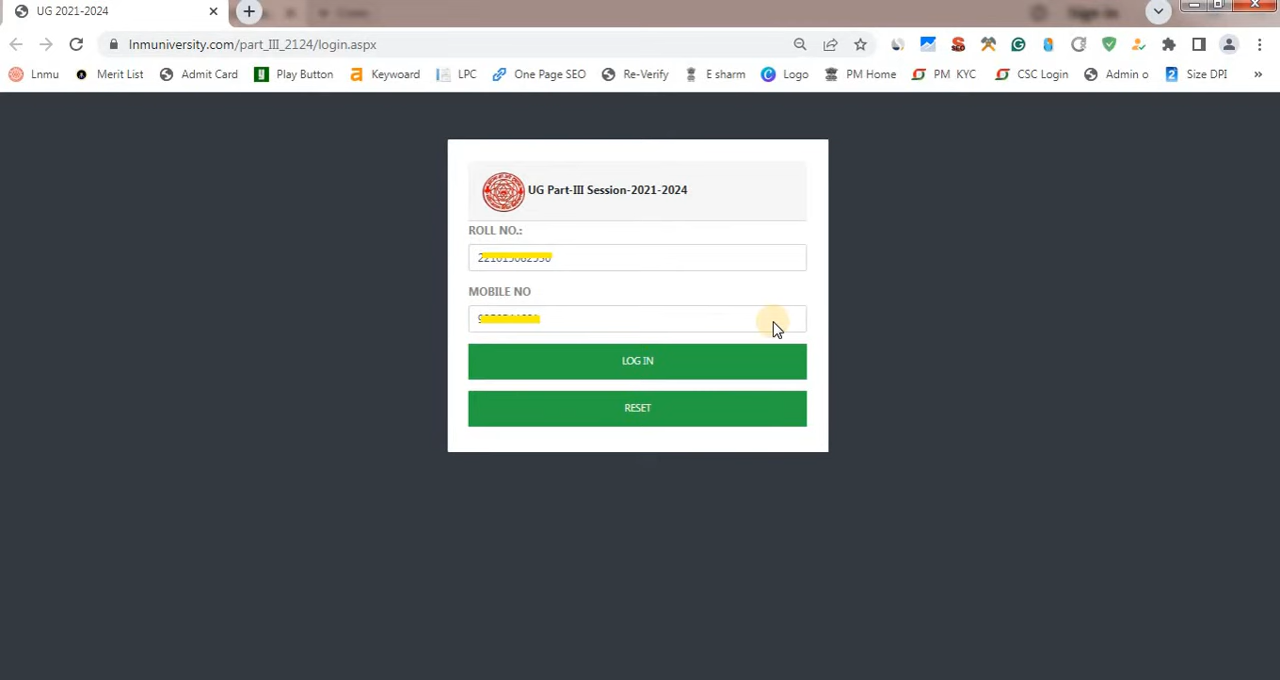 UG 2021-2024
Sign in
lnmuniversity.com/part_III_2124/login.aspx
Lnmu Merit List Admit Card Play Button Keyword LPC One Page SEO Re-Verify E sharm Logo PM Home PM KYC CSC Login Admin o Size DPI »
UG Part-III Session-2021-2024
ROLL NO.:
MOBILE NO
LOG IN
RESET